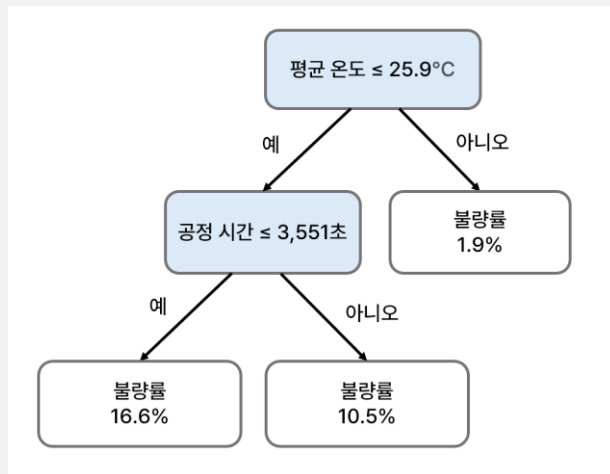 평균 온도 ≤ 25.9°C
예
아니오
공정 시간 ≤ 3,551초
불량률
1.9%
예
아니오
불량률
16.6%
불량률
10.5%